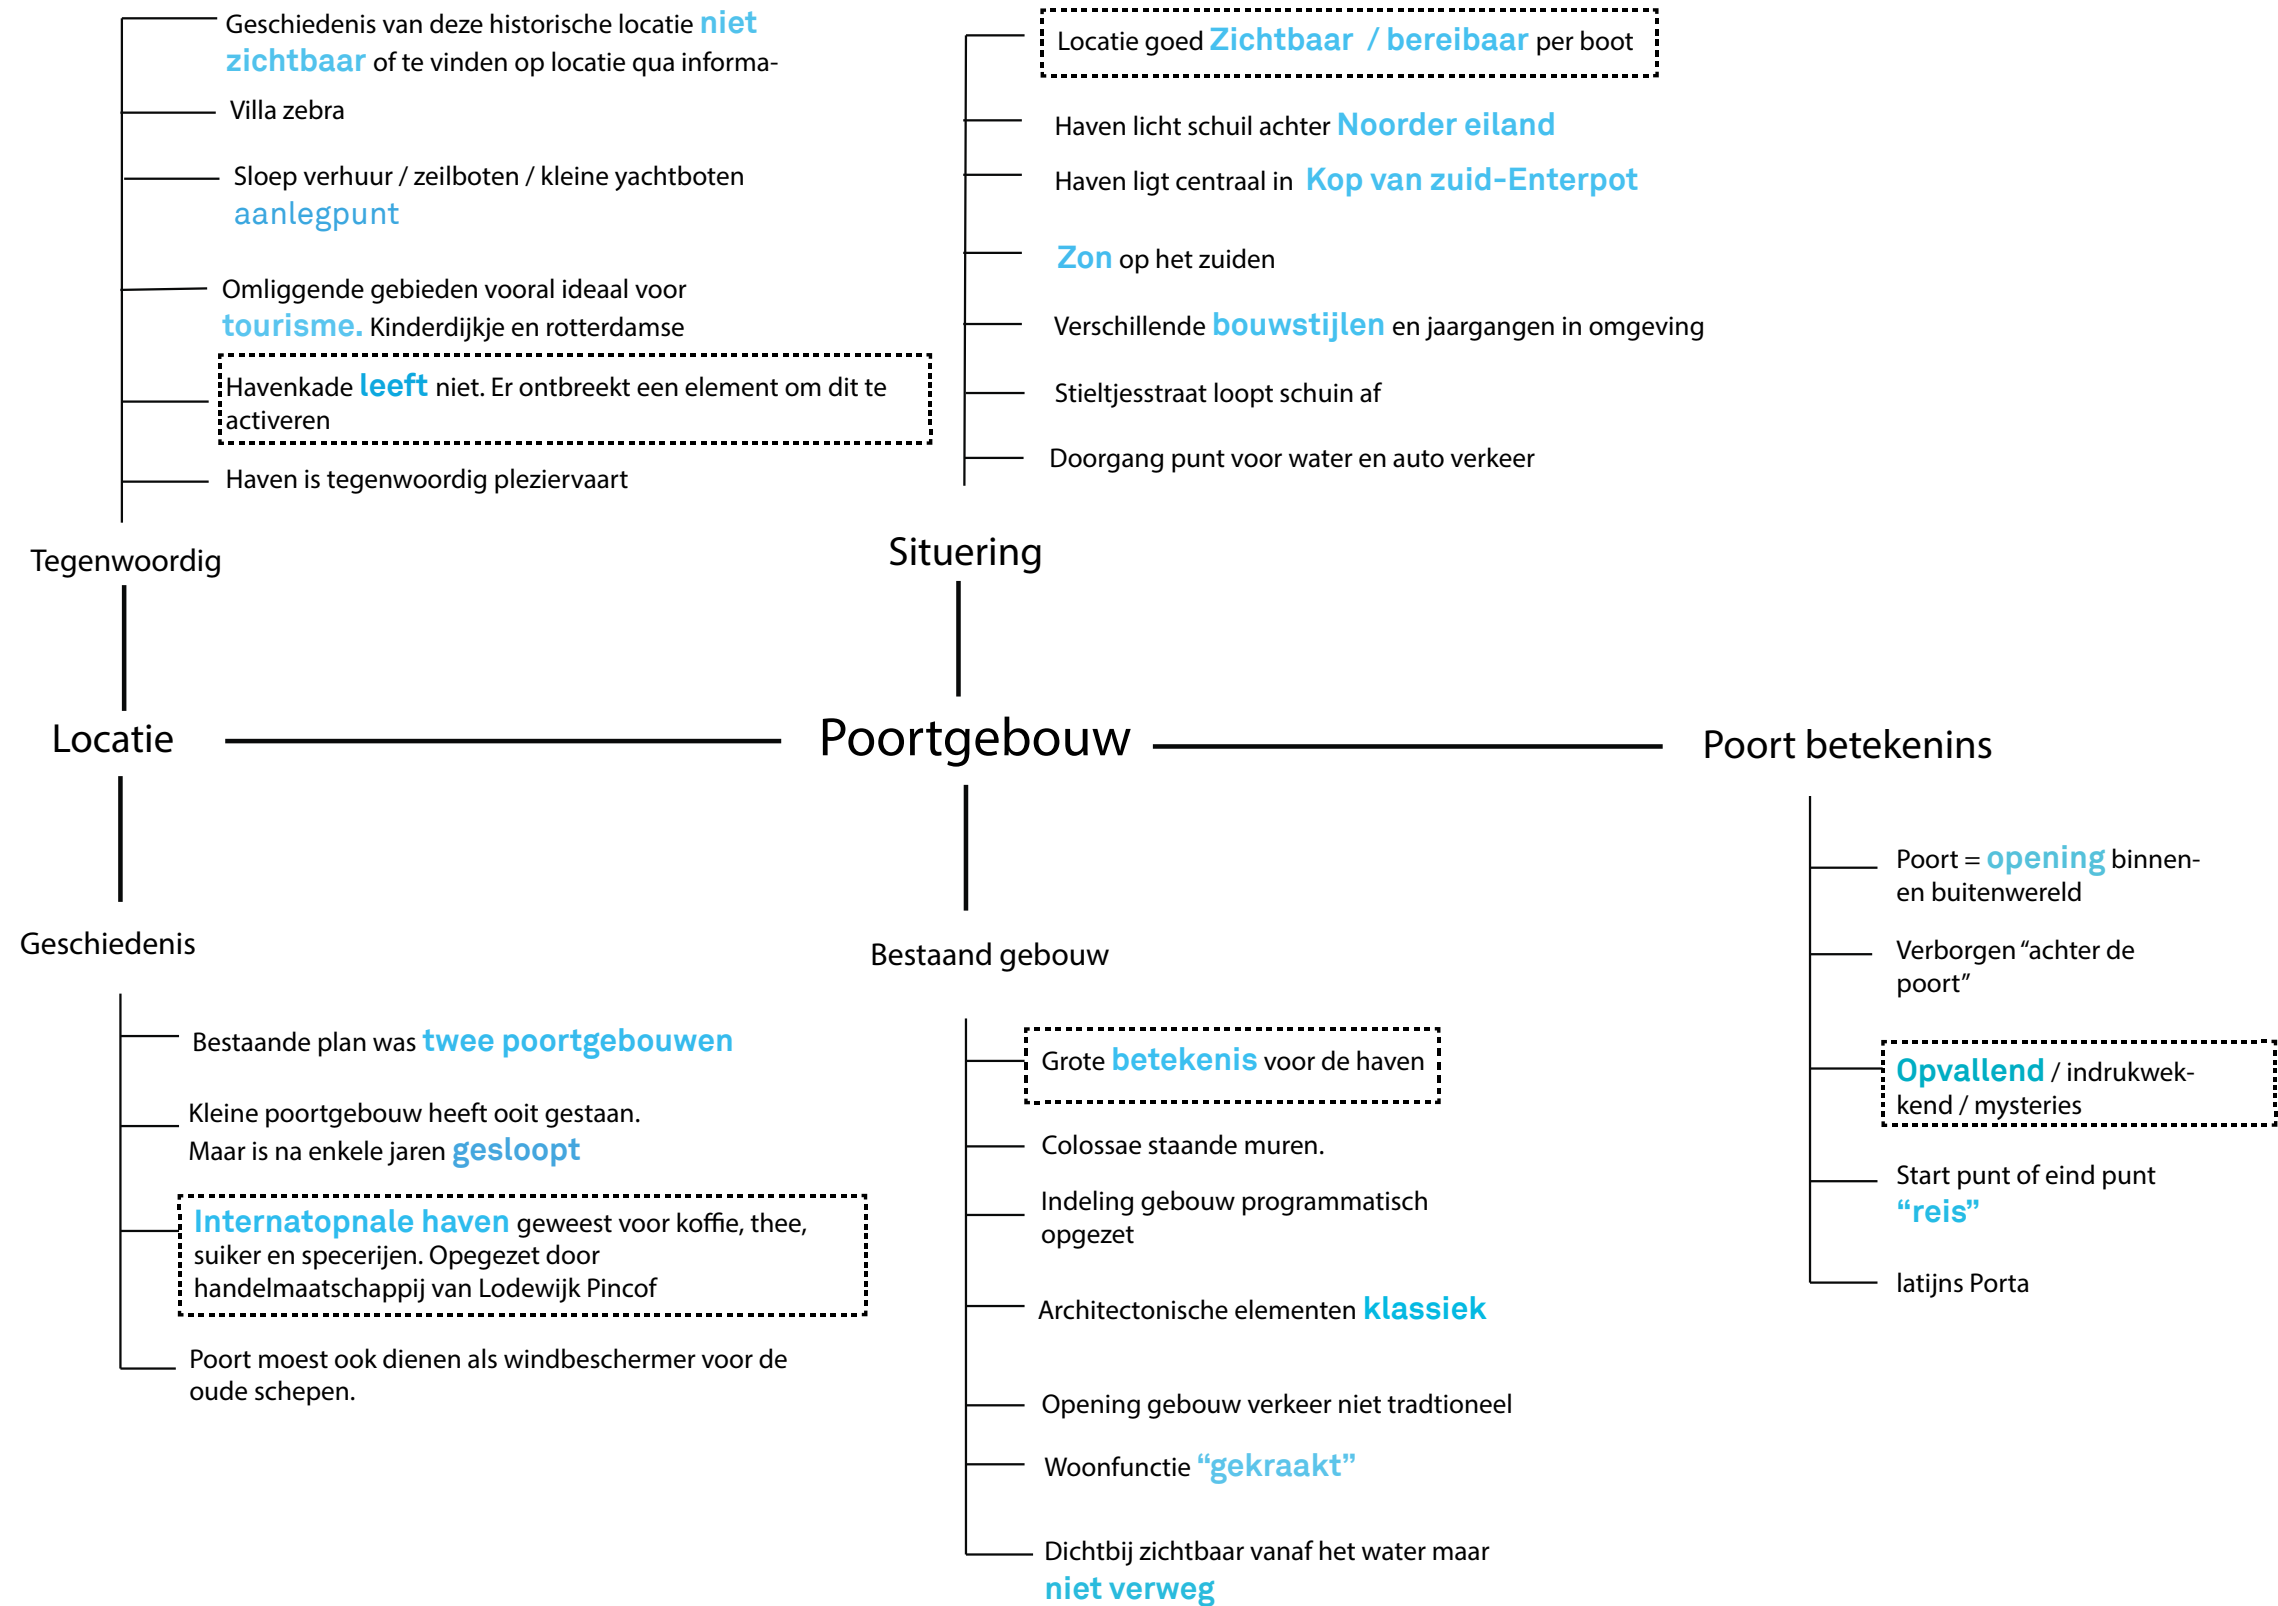 Geschiedenis van deze historische locatie niet
zichtbaar of te vinden op locatie qua informa-
Villa zebra
Sloep verhuur / zeilboten / kleine yachtboten
aanlegpunt
Omliggende gebieden vooral ideaal voor
tourisme. Kinderdijkje en rotterdamse
Havenkade leeft niet. Er ontbreekt een element om dit te
activeren
Haven is tegenwoordig pleziervaart
Tegenwoordig
Locatie goed Zichtbaar / bereibaar per boot
Haven licht schuil achter Noorder eiland
Haven ligt centraal in Kop van zuid-Enterpot
Zon op het zuiden
Verschillende bouwstijlen en jaargangen in omgeving
Stieltjesstraat loopt schuin af
Doorgang punt voor water en auto verkeer
Situering
Locatie
Poortgebouw
Poort betekenins
Geschiedenis
Bestaande plan was twee poortgebouwen
Kleine poortgebouw heeft ooit gestaan.
Maar is na enkele jaren gesloopt
Internatopnale haven geweest voor koffie, thee,
suiker en specerijen. Opegezet door
handelmaatschappij van Lodewijk Pincof
Poort moest ook dienen als windbeschermer voor de
oude schepen.
Bestaand gebouw
Grote betekenis voor de haven
Colossae staande muren.
Indeling gebouw programmatisch
opgezet
Architectonische elementen klassiek
Opening gebouw verkeer niet tradtioneel
Woonfunctie “gekraakt”
Dichtbij zichtbaar vanaf het water maar
niet verweg
Poort = opening binnen-
en buitenwereld
Verborgen “achter de
poort”
Opvallend / indrukwek-
kend / mysteries
Start punt of eind punt
“reis”
latijns Porta